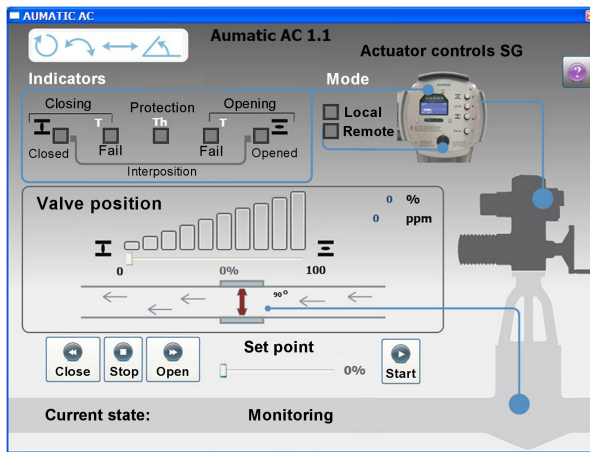 AUMATIC AC
Aumatic AC 1.1
Actuator controls SG
Indicators
Mode
Closing
Protection
Opening
T
Th
T
Local
Remote
Closed
Fail
Fail
Opened
Interposition
Valve position
0 %
0 ppm
0
0%
100
90°
Close
Stop
Open
Set point
0%
Start
Current state:
Monitoring